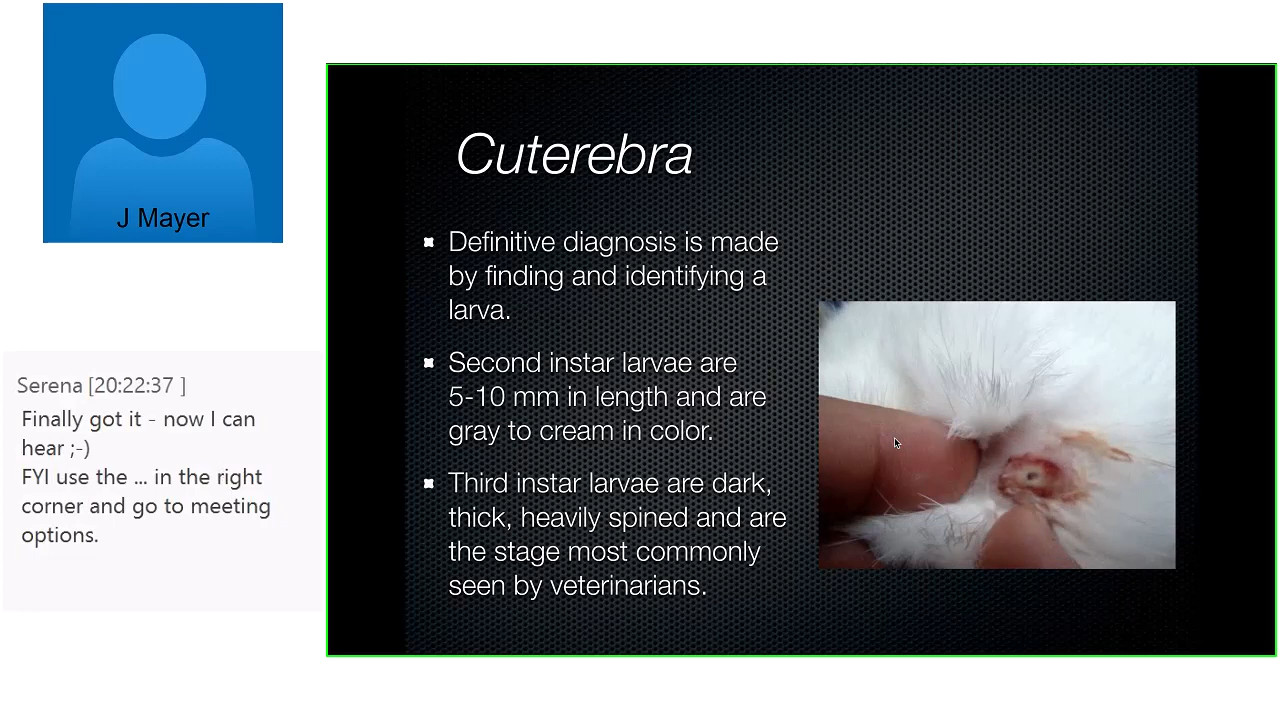 J Mayer
Serena [20:22:37 ]
Finally got it - now I can
hear ;-)
FYI use the ... in the right
corner and go to meeting
options.
Cuterebra
Definitive diagnosis is made
by finding and identifying a
larva.
Second instar larvae are
5-10 mm in length and are
gray to cream in color.
Third instar larvae are dark,
thick, heavily spined and are
the stage most commonly
seen by veterinarians.